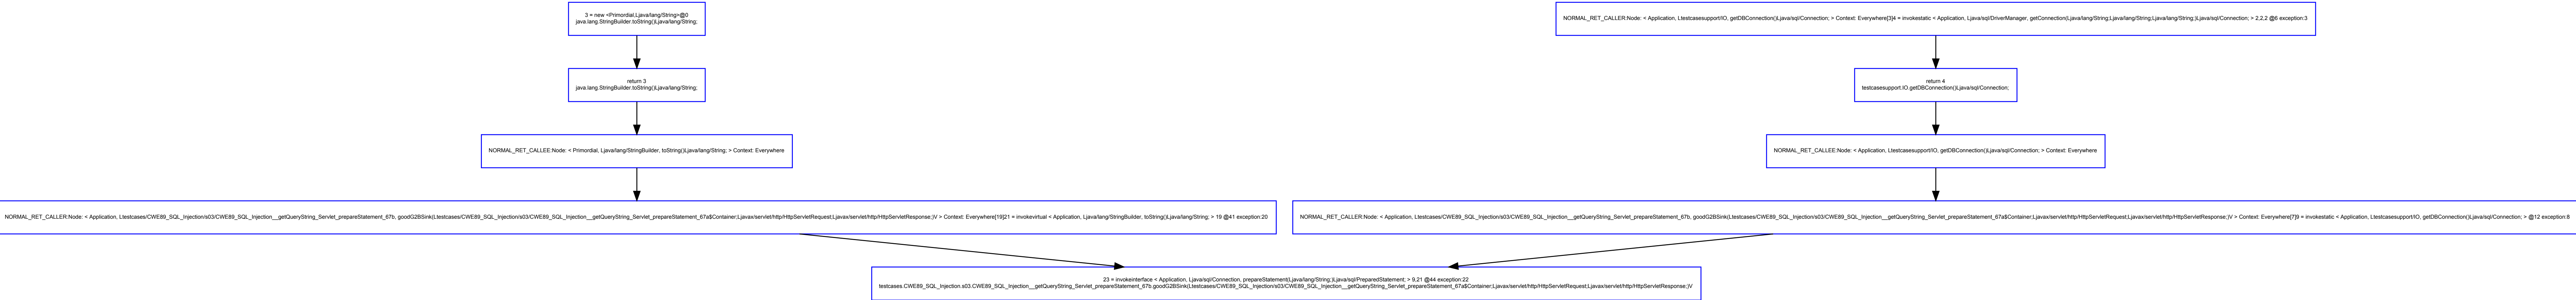 3 = new <Primordial,Ljava/lang/String>@0
java.lang.StringBuilder.toString()Ljava/lang/String;
NORMAL_RET_CALLER:Node: < Application, Ltestcasesupport/IO, getDBConnection()Ljava/sql/Connection; > Context: Everywhere[3]4 = invokestatic < Application, Ljava/sql/DriverManager, getConnection(Ljava/lang/String;Ljava/lang/String;Ljava/lang/String;)Ljava/sql/Connection; > 2,2,2 @6 exception:3
return 3
java.lang.StringBuilder.toString()Ljava/lang/String;
return 4
testcasesupport.IO.getDBConnection()Ljava/sql/Connection;
NORMAL_RET_CALLEE:Node: < Primordial, Ljava/lang/StringBuilder, toString()Ljava/lang/String; > Context: Everywhere
NORMAL_RET_CALLEE:Node: < Application, Ltestcasesupport/IO, getDBConnection()Ljava/sql/Connection; > Context: Everywhere
NORMAL_RET_CALLER:Node: < Application, Ltestcases/CWE89_SQL_Injection/s03/CWE89_SQL_Injection__getQueryString_Servlet_prepareStatement_67b, goodG2BSink(Ltestcases/CWE89_SQL_Injection/s03/CWE89_SQL_Injection__getQueryString_Servlet_prepareStatement_67a$Container;Ljavax/servlet/http/HttpServletRequest;Ljavax/servlet/http/HttpServletResponse;)V > Context: Everywhere[19]21 = invokevirtual < Application, Ljava/lang/StringBuilder, toString()Ljava/lang/String; > 19 @41 exception:20
NORMAL_RET_CALLER:Node: < Application, Ltestcases/CWE89_SQL_Injection/s03/CWE89_SQL_Injection__getQueryString_Servlet_prepareStatement_67b, goodG2BSink(Ltestcases/CWE89_SQL_Injection/s03/CWE89_SQL_Injection__getQueryString_Servlet_prepareStatement_67a$Container;Ljavax/servlet/http/HttpServletRequest;Ljavax/servlet/http/HttpServletResponse;)V > Context: Everywhere[7]9 = invokestatic < Application, Ltestcasesupport/IO, getDBConnection()Ljava/sql/Connection; > @12 exception:8
23 = invokeinterface < Application, Ljava/sql/Connection, prepareStatement(Ljava/lang/String;)Ljava/sql/PreparedStatement; > 9,21 @44 exception:22
testcases.CWE89_SQL_Injection.s03.CWE89_SQL_Injection__getQueryString_Servlet_prepareStatement_67b.goodG2BSink(Ltestcases/CWE89_SQL_Injection/s03/CWE89_SQL_Injection__getQueryString_Servlet_prepareStatement_67a$Container;Ljavax/servlet/http/HttpServletRequest;Ljavax/servlet/http/HttpServletResponse;)V